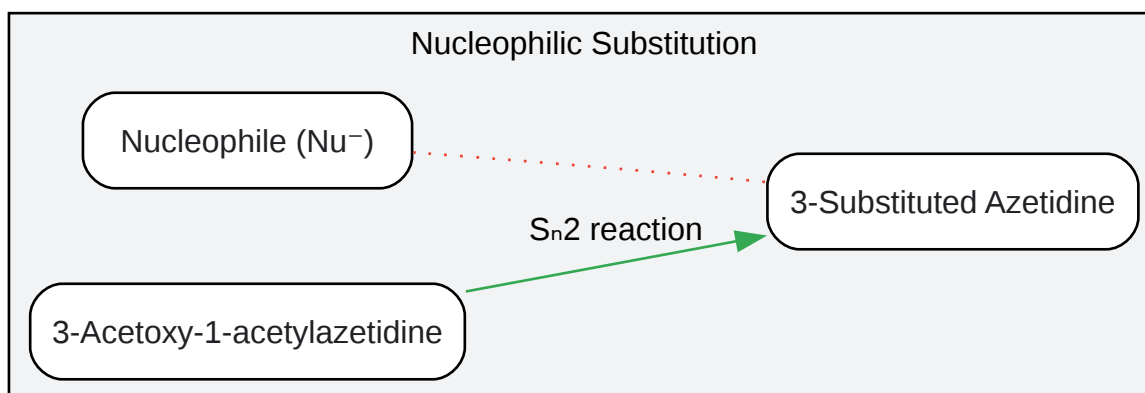 Nucleophilic Substitution
Nucleophile (Nu⁻)
3-Substituted Azetidine
Sₙ2 reaction
3-Acetoxy-1-acetylazetidine